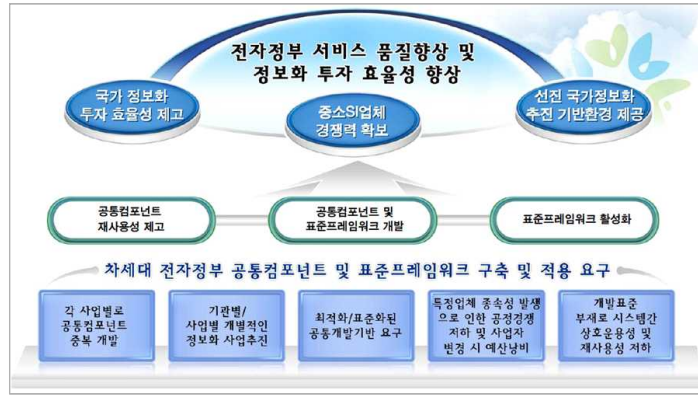 전자정부 서비스 품질향상 및
정보화 투자 효율성 향상
국가 정보화
투자 효율성 제고
중소SI업체
경쟁력 확보
선진 국가정보화
추진 기반환경 제공
공통컴포넌트
재사용성 제고
공통컴포넌트 및
표준프레임워크 개발
표준프레임워크 활성화
차세대 전자정부 공통컴포넌트 및 표준프레임워크 구축 및 적용 요구
각 사업별로
공통컴포넌트
중복 개발
기관별/
사업별 개별적인
정보화 사업추진
최적화/표준화된
공통개발기반 요구
특정업체 종속성 발생
으로 인한 공정경쟁
저하 및 사업자
변경 시 예산낭비
개발표준
부재로 시스템간
상호운용성 및
재사용성 저하